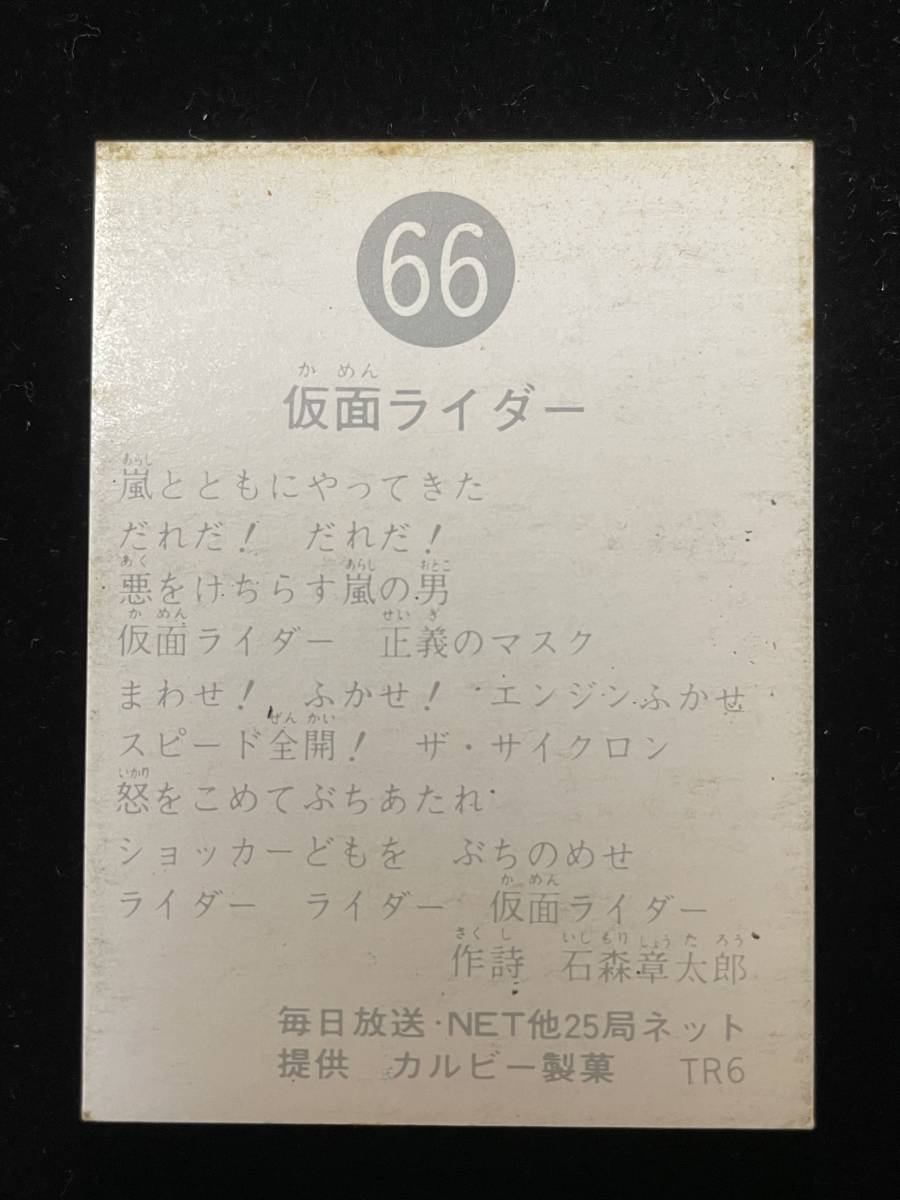 66
かめん
仮面ライダー
あらし
嵐とともにやってきた
だれだ！　だれだ！
あく　あらし　おとこ
悪をけちらす嵐の男
かめん　せいぎ
仮面ライダー　正義のマスク
まわせ！　ふかせ！　エンジンふかせ
ぜんかい
スピード全開！　ザ・サイクロン
いかり
怒をこめてぶちあたれ
ショッカーどもを　ぶちのめせ
かめん
ライダー　ライダー　仮面ライダー
さくし　いしもりしょうたろう
作詩　石森章太郎
毎日放送・NET他25局ネット
提供　カルビー製菓　TR6